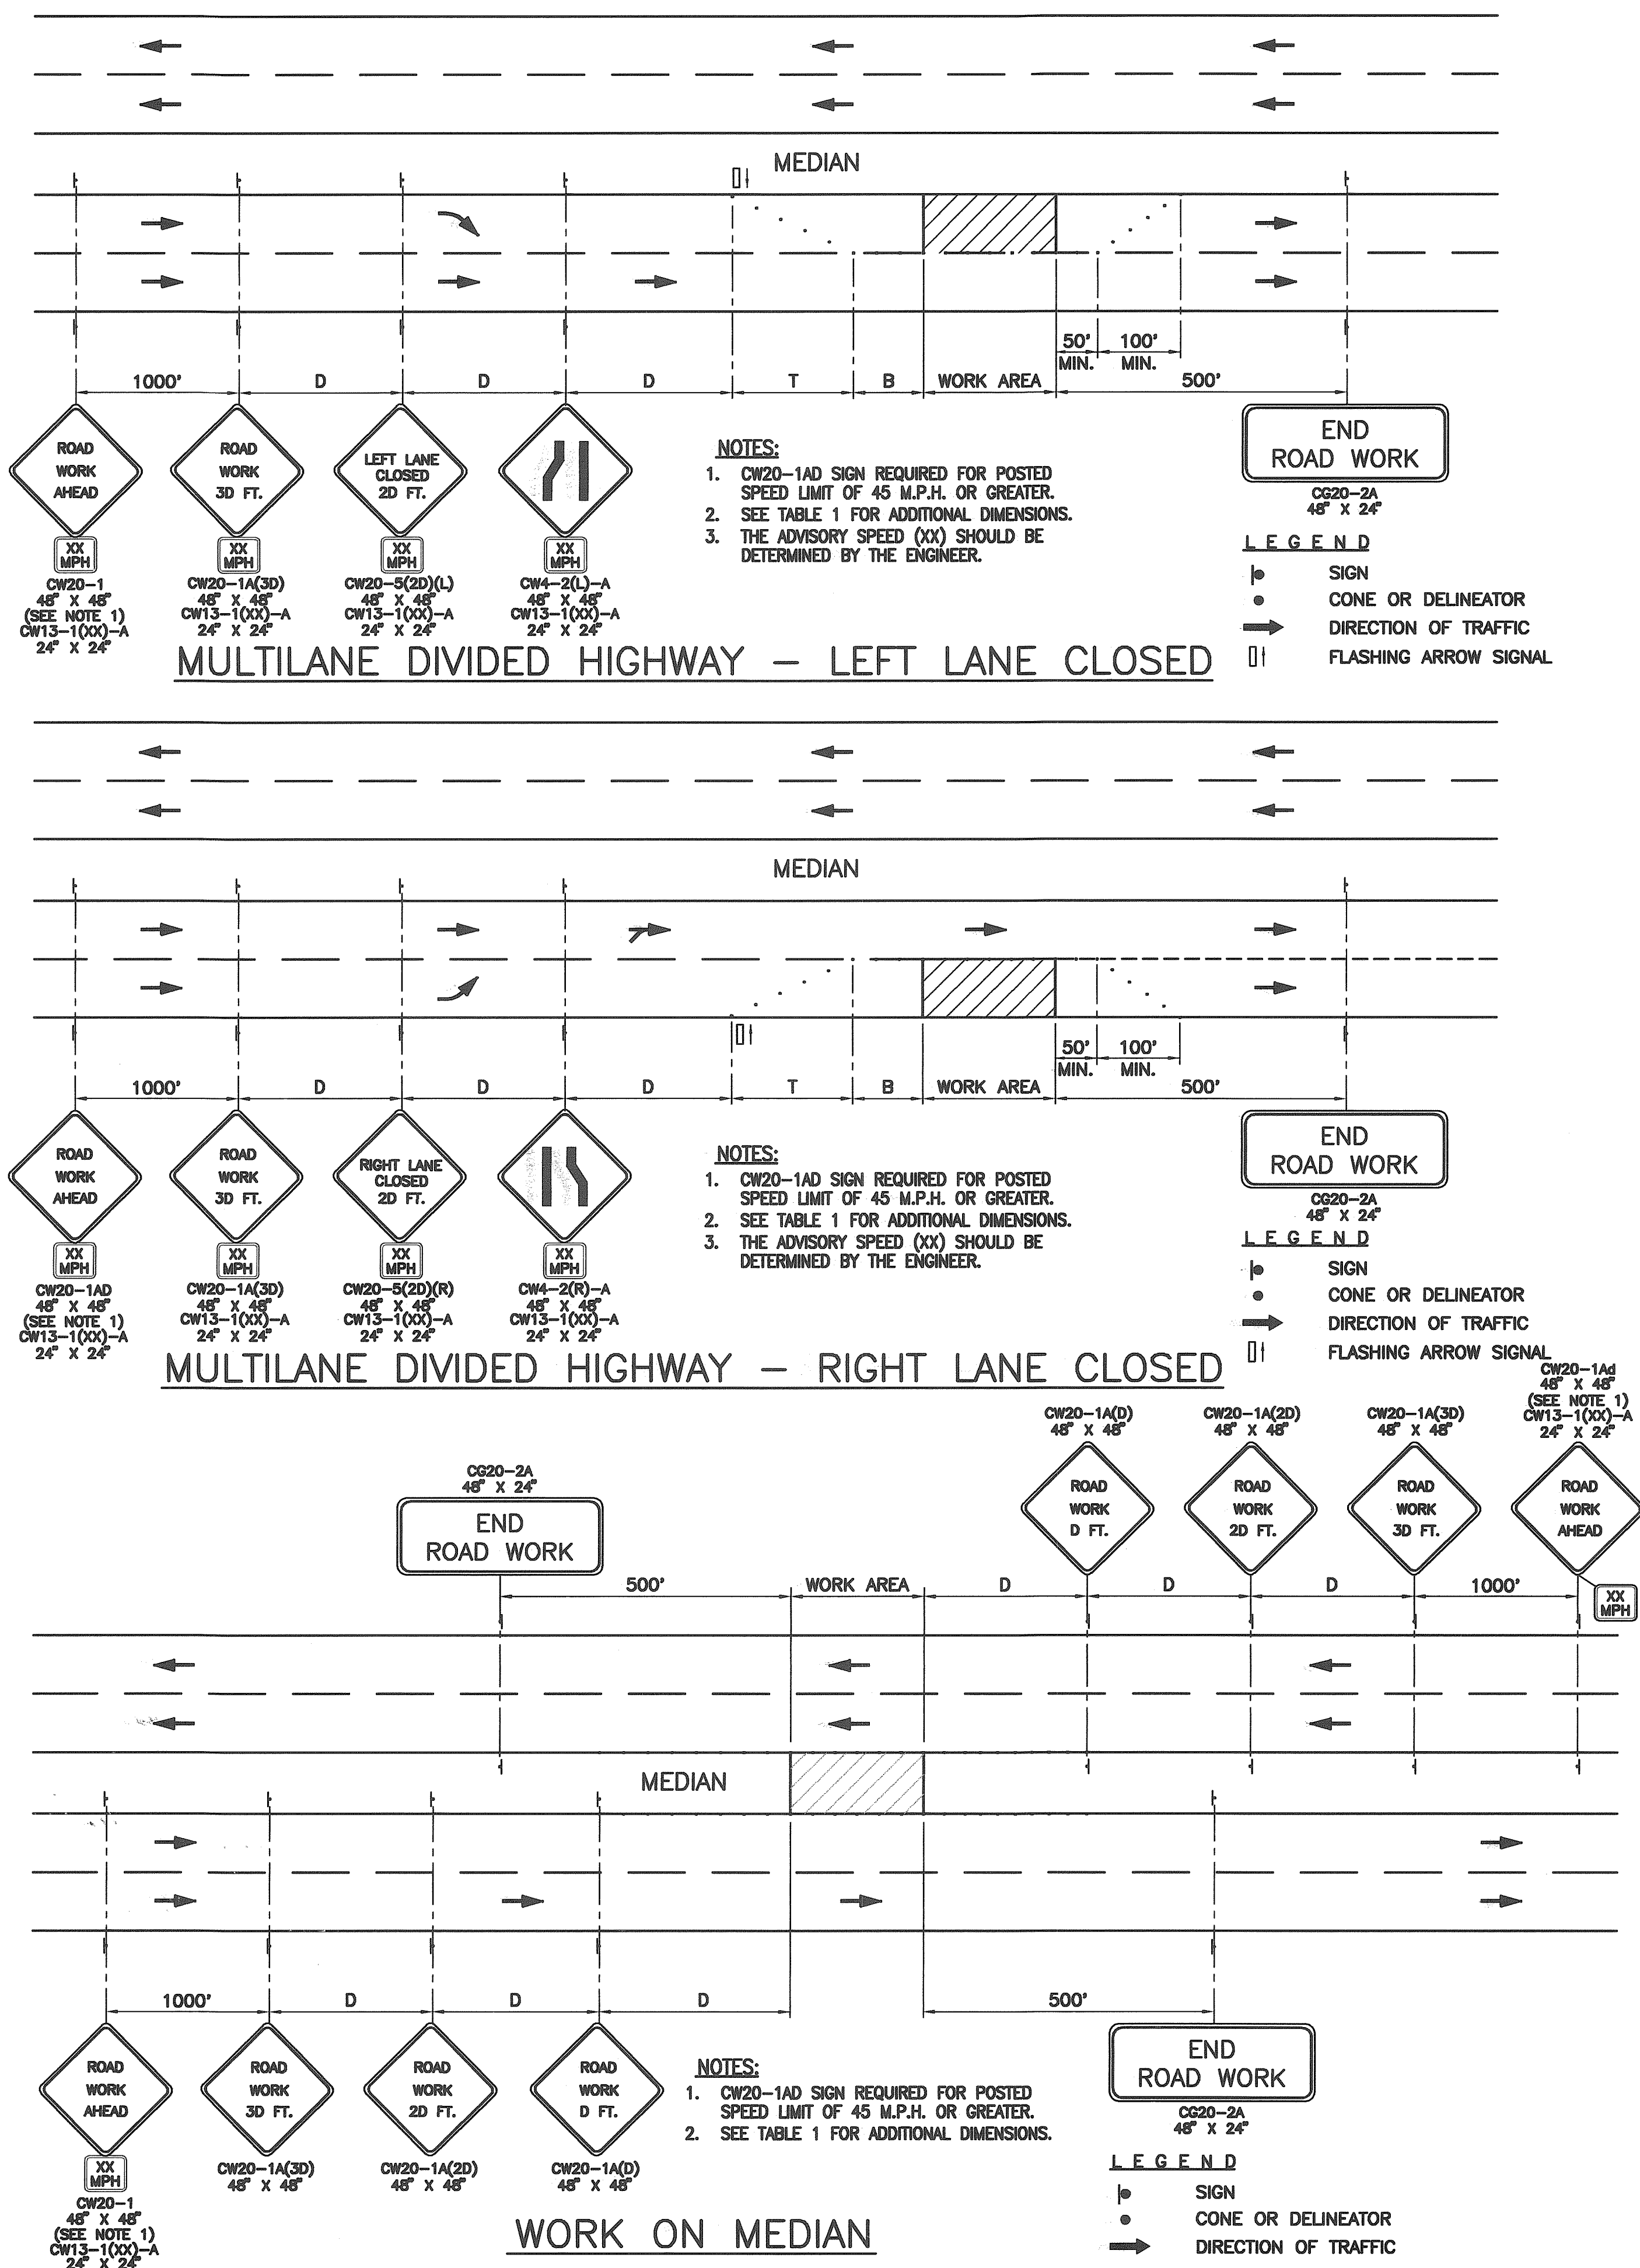 MEDIAN
50' 100'
MIN. MIN.
1000' D D D T B WORK AREA 500'
ROAD
WORK
AHEAD
XX
MPH
CW20-1
48" X 48"
(SEE NOTE 1)
CW13-1(XX)-A
24" X 24"
ROAD
WORK
3D FT.
XX
MPH
CW20-1A(3D)
48" X 48"
CW13-1(XX)-A
24" X 24"
LEFT LANE
CLOSED
2D FT.
XX
MPH
CW20-5(2D)(L)
48" X 48"
CW13-1(XX)-A
24" X 24"
XX
MPH
CW4-2(L)-A
48" X 48"
CW13-1(XX)-A
24" X 24"
NOTES:
1. CW20-1AD SIGN REQUIRED FOR POSTED
SPEED LIMIT OF 45 M.P.H. OR GREATER.
2. SEE TABLE 1 FOR ADDITIONAL DIMENSIONS.
3. THE ADVISORY SPEED (XX) SHOULD BE
DETERMINED BY THE ENGINEER.
END
ROAD WORK
CG20-2A
48" X 24"
LEGEND
SIGN
CONE OR DELINEATOR
DIRECTION OF TRAFFIC
FLASHING ARROW SIGNAL
MULTILANE DIVIDED HIGHWAY - LEFT LANE CLOSED
MEDIAN
50' 100'
MIN. MIN.
1000' D D D T B WORK AREA 500'
ROAD
WORK
AHEAD
XX
MPH
CW20-1AD
48" X 48"
(SEE NOTE 1)
CW13-1(XX)-A
24" X 24"
ROAD
WORK
3D FT.
XX
MPH
CW20-1A(3D)
48" X 48"
CW13-1(XX)-A
24" X 24"
RIGHT LANE
CLOSED
2D FT.
XX
MPH
CW20-5(2D)(R)
48" X 48"
CW13-1(XX)-A
24" X 24"
XX
MPH
CW4-2(R)-A
48" X 48"
CW13-1(XX)-A
24" X 24"
NOTES:
1. CW20-1AD SIGN REQUIRED FOR POSTED
SPEED LIMIT OF 45 M.P.H. OR GREATER.
2. SEE TABLE 1 FOR ADDITIONAL DIMENSIONS.
3. THE ADVISORY SPEED (XX) SHOULD BE
DETERMINED BY THE ENGINEER.
END
ROAD WORK
CG20-2A
48" X 24"
LEGEND
SIGN
CONE OR DELINEATOR
DIRECTION OF TRAFFIC
FLASHING ARROW SIGNAL
MULTILANE DIVIDED HIGHWAY - RIGHT LANE CLOSED
CG20-2A
48" X 24"
END
ROAD WORK
CW20-1A(D)
48" X 48"
ROAD
WORK
D FT.
CW20-1A(2D)
48" X 48"
ROAD
WORK
2D FT.
CW20-1A(3D)
48" X 48"
ROAD
WORK
3D FT.
CW20-1Ad
48" X 48"
(SEE NOTE 1)
CW13-1(XX)-A
24" X 24"
ROAD
WORK
AHEAD
XX
MPH
500' WORK AREA D D D 1000'
MEDIAN
1000' D D D 500'
ROAD
WORK
AHEAD
XX
MPH
CW20-1
48" X 48"
(SEE NOTE 1)
CW13-1(XX)-A
24" X 24"
ROAD
WORK
3D FT.
CW20-1A(3D)
48" X 48"
ROAD
WORK
2D FT.
CW20-1A(2D)
48" X 48"
ROAD
WORK
D FT.
CW20-1A(D)
48" X 48"
NOTES:
1. CW20-1AD SIGN REQUIRED FOR POSTED
SPEED LIMIT OF 45 M.P.H. OR GREATER.
2. SEE TABLE 1 FOR ADDITIONAL DIMENSIONS.
END
ROAD WORK
CG20-2A
48" X 24"
LEGEND
SIGN
CONE OR DELINEATOR
DIRECTION OF TRAFFIC
WORK ON MEDIAN